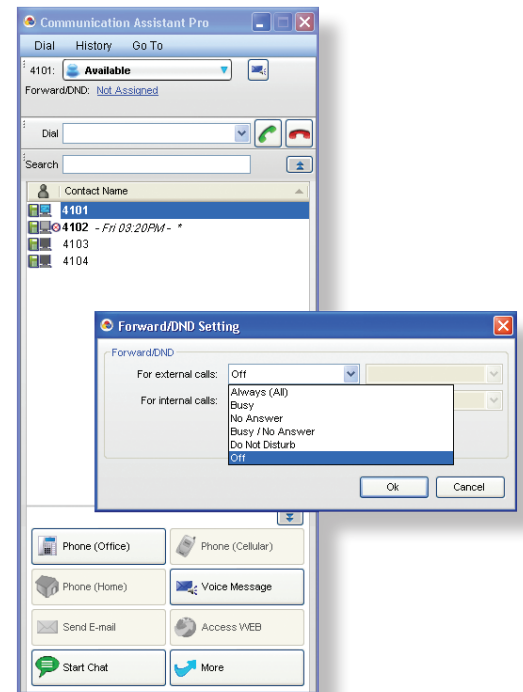 Communication Assistant Pro
Dial History Go To
4101: Available
Forward/DND: Not Assigned
Dial
Search
Contact Name
4101
4102 - Fri 03:20PM - *
4103
4104
Forward/DND Setting
Forward/DND
For external calls: Off
For internal calls:
Always (All)
Busy
No Answer
Busy / No Answer
Do Not Disturb
Off
Ok Cancel
Phone (Office) Phone (Cellular)
Phone (Home) Voice Message
Send E-mail Access WEB
Start Chat More